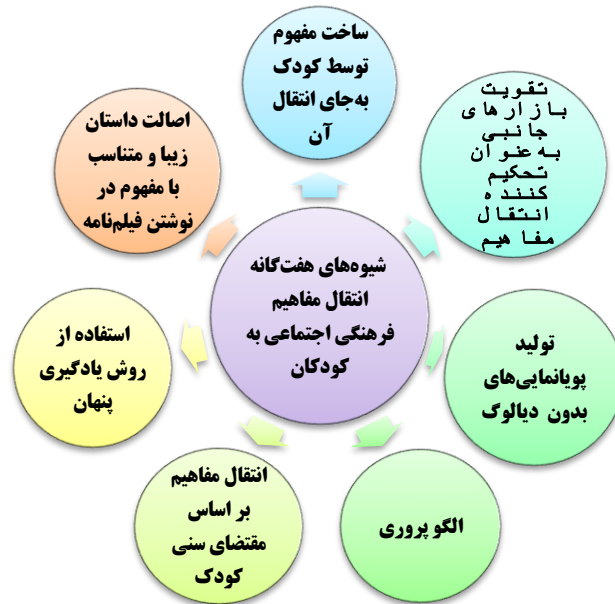 شیوه‌های هفت‌گانه
انتقال مفاهیم
فرهنگی اجتماعی به
کودکان
ساخت مفهوم
توسط کودک
به‌جای انتقال
آن
تقویت
بازارهای
جانبی
به عنوان
تحکیم
کننده
انتقال
مفاهیم
تولید
پویانمایی‌های
بدون دیالوگ
الگو پروری
انتقال مفاهیم
بر اساس
مقتضای سنی
کودک
استفاده از
روش یادگیری
پنهان
اصالت داستان
زیبا و متناسب
با مفهوم در
نوشتن فیلم‌نامه